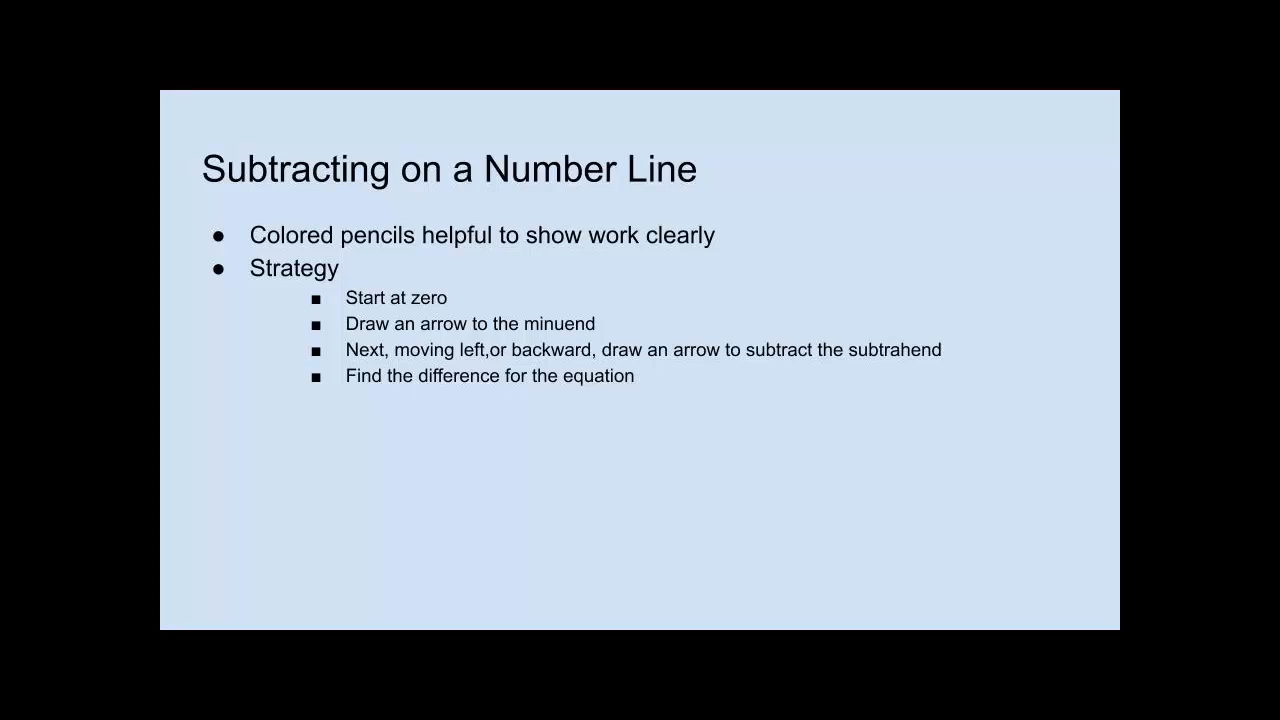 Subtracting on a Number Line
● Colored pencils helpful to show work clearly
● Strategy
■ Start at zero
■ Draw an arrow to the minuend
■ Next, moving left,or backward, draw an arrow to subtract the subtrahend
■ Find the difference for the equation